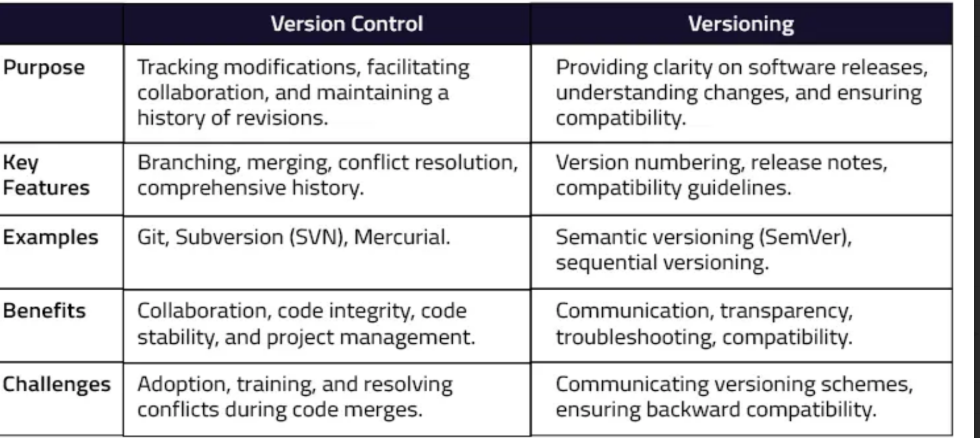 Version Control
Versioning
Purpose
Tracking modifications, facilitating
collaboration, and maintaining a
history of revisions.
Providing clarity on software releases,
understanding changes, and ensuring
compatibility.
Key
Features
Branching, merging, conflict resolution,
comprehensive history.
Version numbering, release notes,
compatibility guidelines.
Examples
Git, Subversion (SVN), Mercurial.
Semantic versioning (SemVer),
sequential versioning.
Benefits
Collaboration, code integrity, code
stability, and project management.
Communication, transparency,
troubleshooting, compatibility.
Challenges
Adoption, training, and resolving
conflicts during code merges.
Communicating versioning schemes,
ensuring backward compatibility.